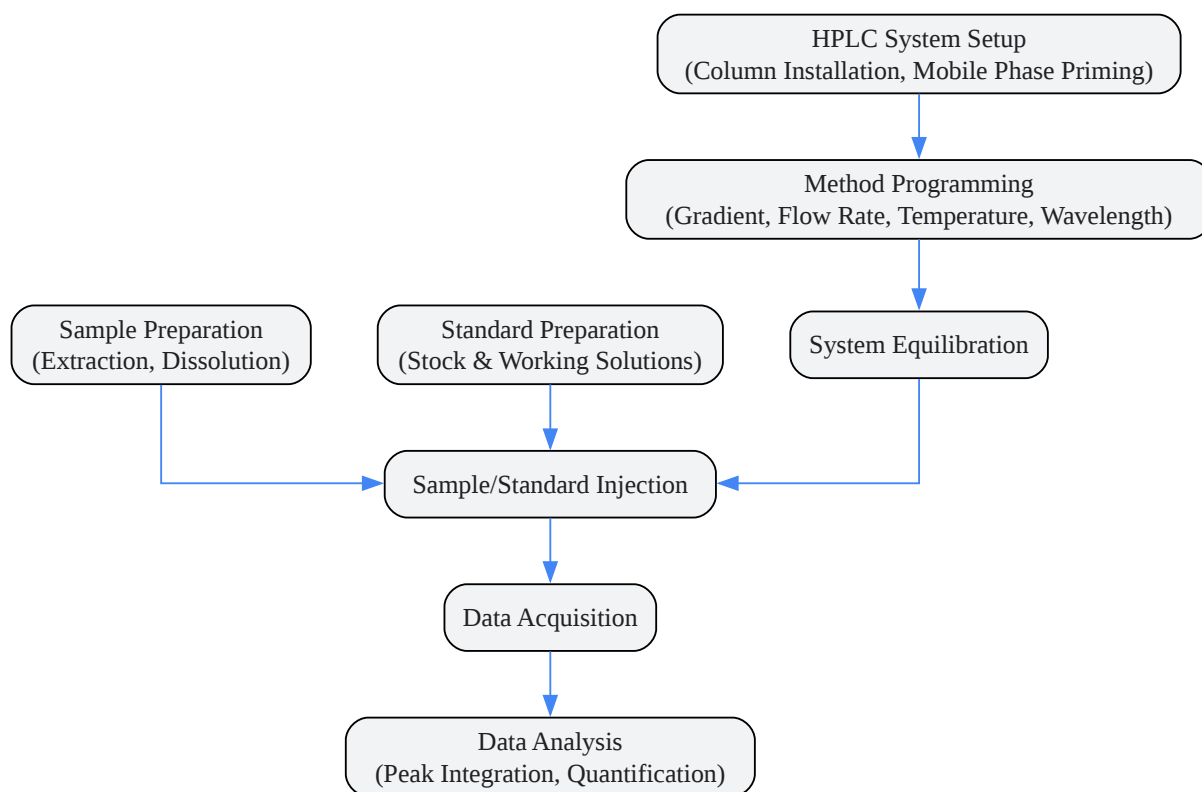 HPLC System Setup
(Column Installation, Mobile Phase Priming)
Method Programming
(Gradient, Flow Rate, Temperature, Wavelength)
Sample Preparation
(Extraction, Dissolution)
Standard Preparation
(Stock & Working Solutions)
System Equilibration
Sample/Standard Injection
Data Acquisition
Data Analysis
(Peak Integration, Quantification)